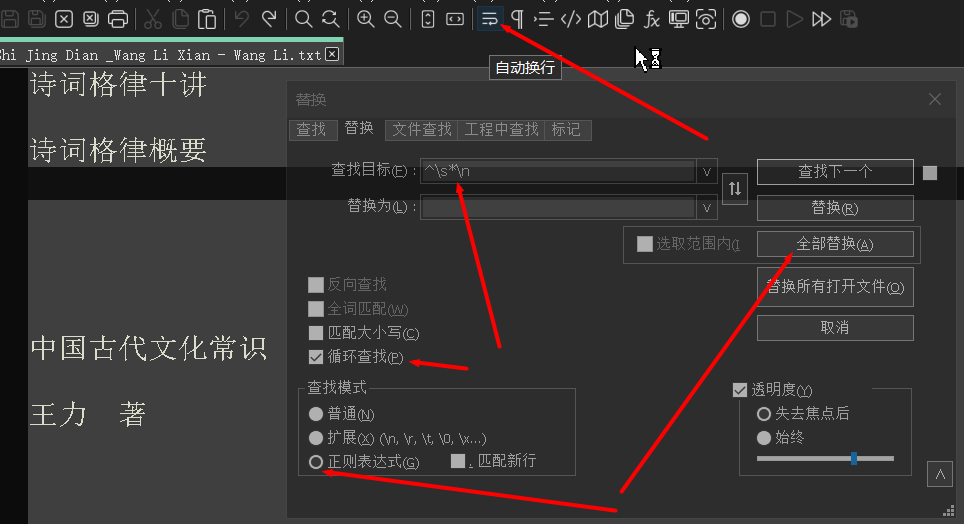 Shi Jing Dian _Wang Li Xian - Wang Li.txt
自动换行
诗词格律十讲
诗词格律概要
中国古代文化常识
王力 著
替换
查找 替换 文件查找 工程中查找 标记
查找目标(F) : ^\s*\n
查找下一个
替换为(L) :
替换(R)
选取范围内(I
全部替换(A)
反向查找
替换所有打开文件(O)
全词匹配(W)
匹配大小写(C)
取消
循环查找(P)
查找模式
普通(N)
扩展(X) (\n, \r, \t, \0, \x...)
正则表达式(G) . 匹配新行
透明度(Y)
失去焦点后
始终